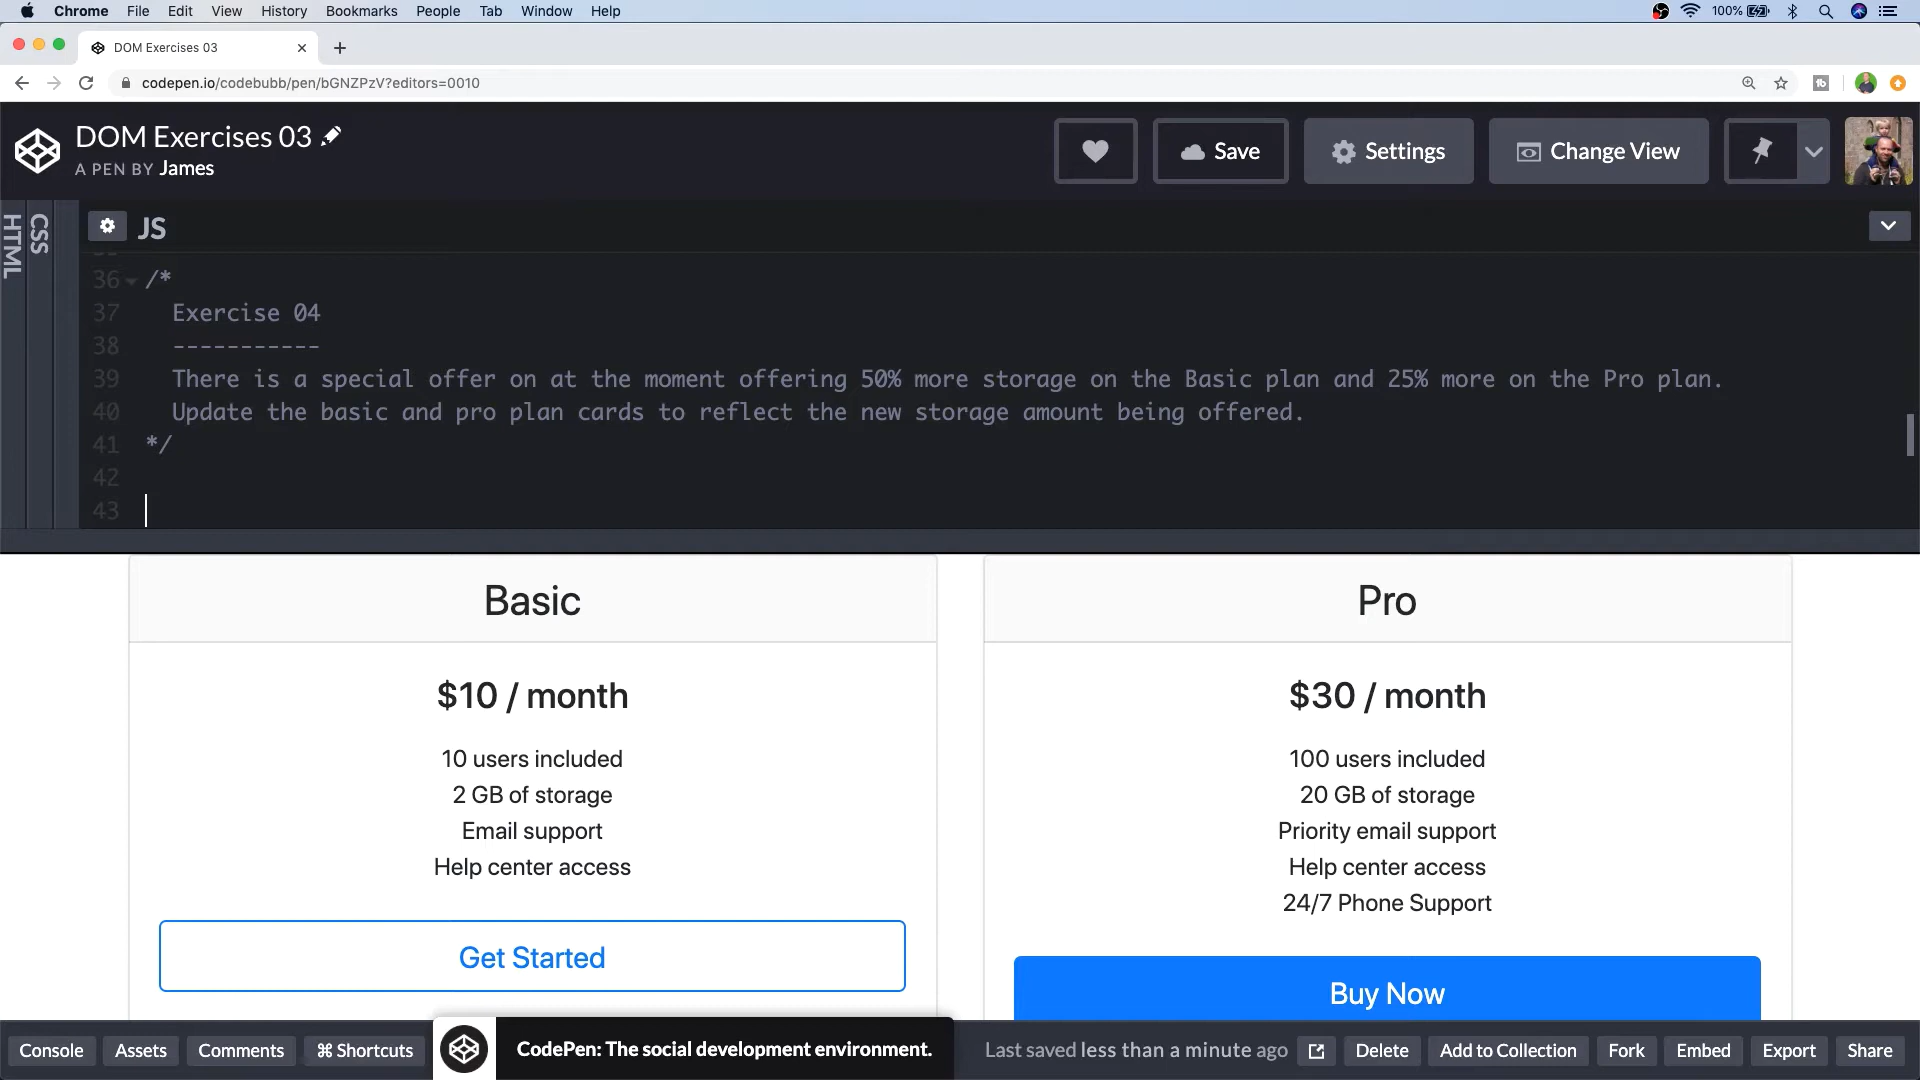 Chrome File Edit View History Bookmarks People Tab Window Help 100%
DOM Exercises 03
codepen.io/codebubb/pen/bGNZPzV?editors=0010
DOM Exercises 03
A PEN BY James
Save
Settings
Change View
HTML
CSS
JS
36 /*
37 Exercise 04
38 -----------
39 There is a special offer on at the moment offering 50% more storage on the Basic plan and 25% more on the Pro plan.
40 Update the basic and pro plan cards to reflect the new storage amount being offered.
41 */
42
43
Basic
$10 / month
10 users included
2 GB of storage
Email support
Help center access
Get Started
Pro
$30 / month
100 users included
20 GB of storage
Priority email support
Help center access
24/7 Phone Support
Buy Now
Console Assets Comments ⌘ Shortcuts
CodePen: The social development environment.
Last saved less than a minute ago
Delete Add to Collection Fork Embed Export Share